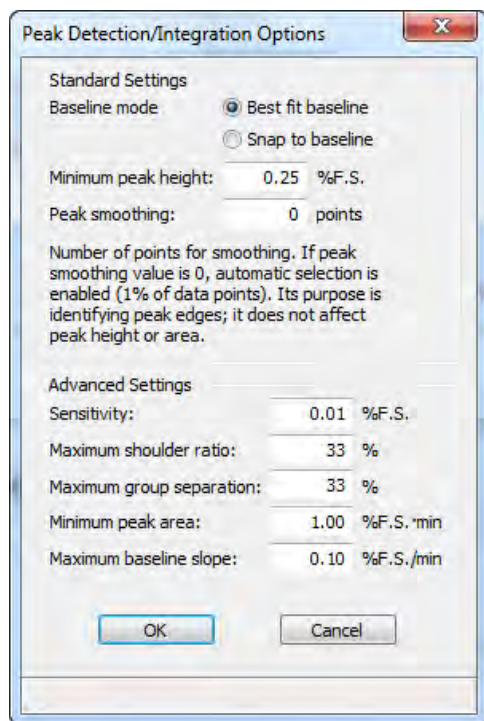 Peak Detection/Integration Options
Standard Settings
Baseline mode Best fit baseline
Snap to baseline
Minimum peak height: 0.25 %F.S.
Peak smoothing: 0 points
Number of points for smoothing. If peak
smoothing value is 0, automatic selection is
enabled (1% of data points). Its purpose is
identifying peak edges; it does not affect
peak height or area.
Advanced Settings
Sensitivity: 0.01 %F.S.
Maximum shoulder ratio: 33 %
Maximum group separation: 33 %
Minimum peak area: 1.00 %F.S.·min
Maximum baseline slope: 0.10 %F.S./min
OK Cancel